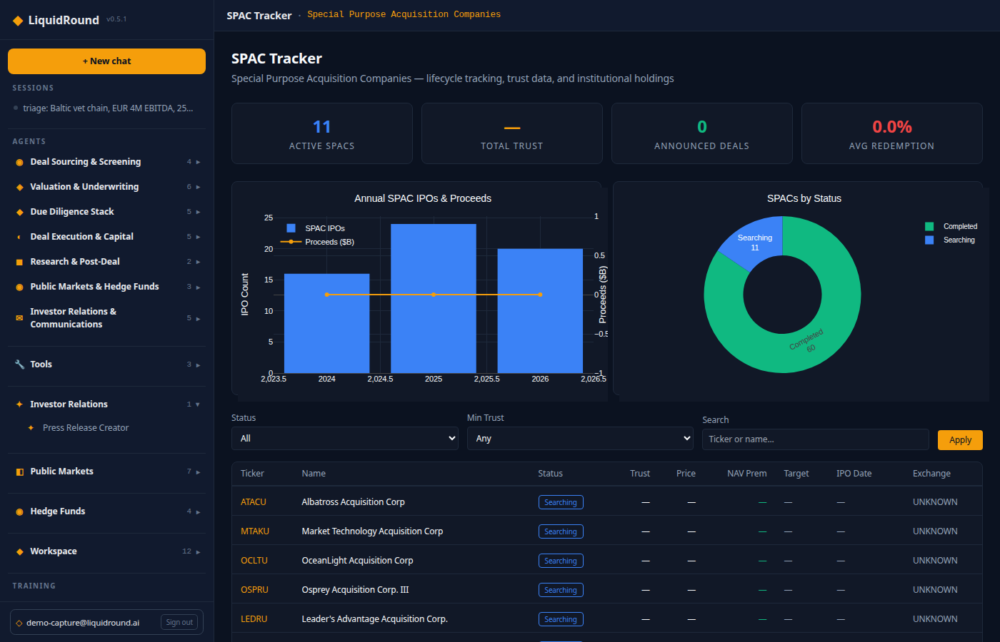 LiquidRound v0.5.1
+ New chat
SESSIONS
triage: Baltic vet chain, EUR 4M EBITDA, 25...
AGENTS
Deal Sourcing & Screening 4
Valuation & Underwriting 6
Due Diligence Stack 5
Deal Execution & Capital 5
Research & Post-Deal 2
Public Markets & Hedge Funds 3
Investor Relations &
Communications 5
Tools 3
Investor Relations 1
Press Release Creator
Public Markets 7
Hedge Funds 4
Workspace 12
TRAINING
demo-capture@liquidround.ai Sign out
SPAC Tracker · Special Purpose Acquisition Companies
SPAC Tracker
Special Purpose Acquisition Companies — lifecycle tracking, trust data, and institutional holdings
11
ACTIVE SPACS
—
TOTAL TRUST
0
ANNOUNCED DEALS
0.0%
AVG REDEMPTION
Annual SPAC IPOs & Proceeds
SPAC IPOs
Proceeds ($B)
IPO Count
25
20
15
10
5
0
1
0.5
0
−0.5
−1
Proceeds ($B)
2,023.5 2024 2,024.5 2025 2,025.5 2026 2,026.5
SPACs by Status
Searching
11
Completed
60
Completed
Searching
Status
All
Min Trust
Any
Search
Ticker or name...
Apply
Ticker Name Status Trust Price NAV Prem Target IPO Date Exchange
ATACU Albatross Acquisition Corp Searching — — — — — UNKNOWN
MTAKU Market Technology Acquisition Corp Searching — — — — — UNKNOWN
OCLTU OceanLight Acquisition Corp Searching — — — — — UNKNOWN
OSPRU Osprey Acquisition Corp. III Searching — — — — — UNKNOWN
LEDRU Leader's Advantage Acquisition Corp. Searching — — — — — UNKNOWN